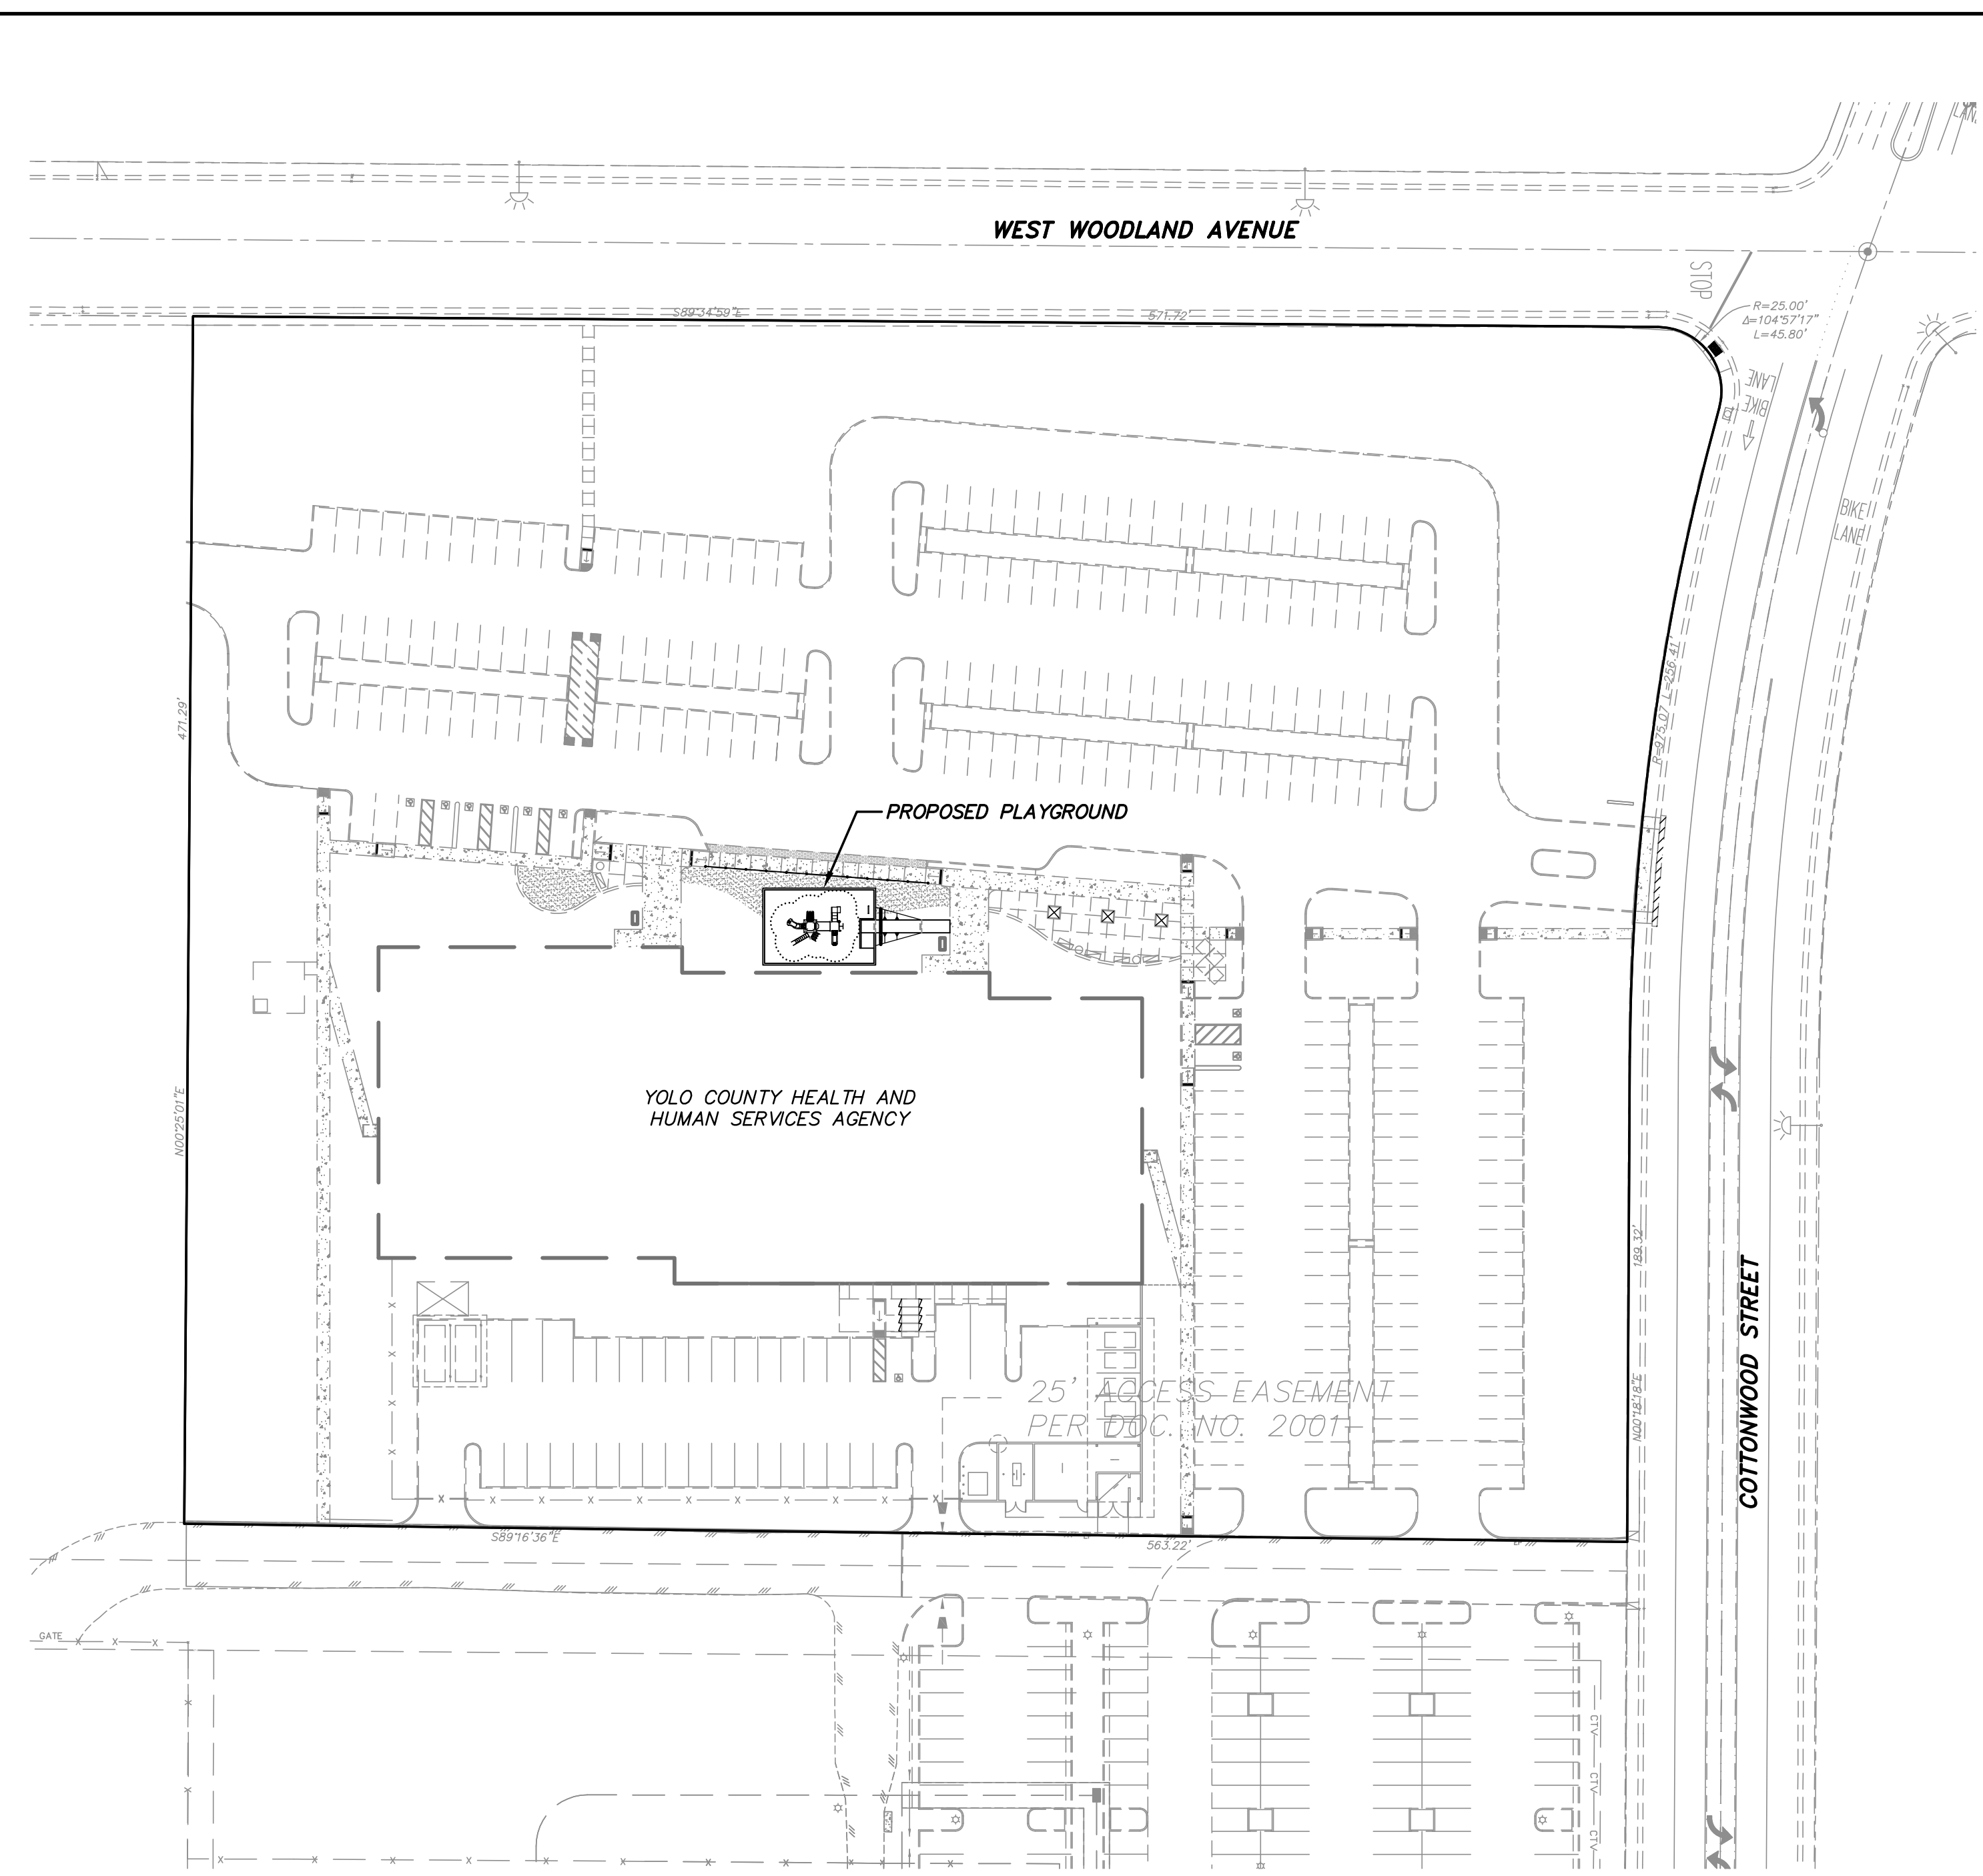 WEST WOODLAND AVENUE
STOP
S89°34'59"E
571.72'
R=25.00'
Δ=104°57'17"
L=45.80'
BIKE
LANE
BIKE
LANE
R=975.07' L=256.41'
471.29'
N00°25'01"E
PROPOSED PLAYGROUND
YOLO COUNTY HEALTH AND
HUMAN SERVICES AGENCY
189.32'
N00°18'18"E
COTTONWOOD STREET
25' ACCESS EASEMENT
PER DOC. NO. 2001-
S89°16'36"E
563.22'
GATE
CTV
CTV
CTV